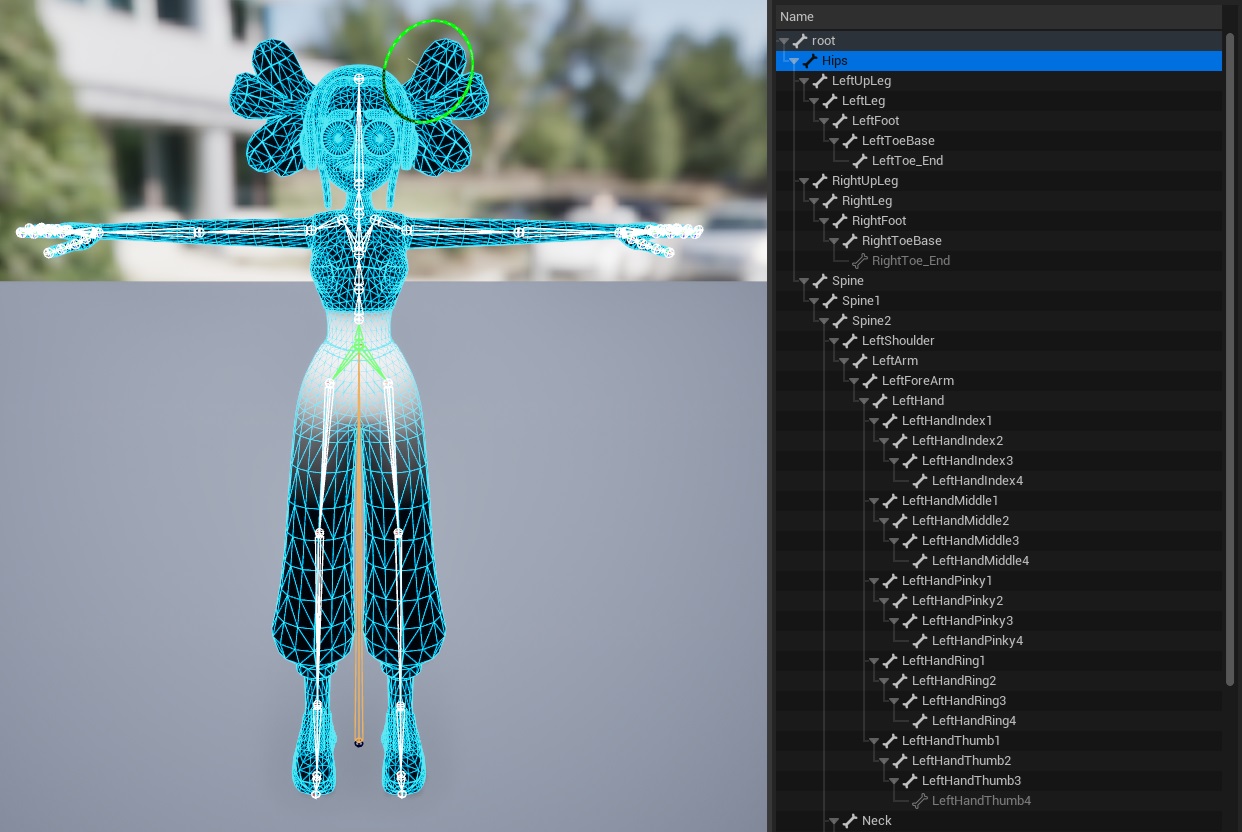 Name
root
Hips
LeftUpLeg
LeftLeg
LeftFoot
LeftToeBase
LeftToe_End
RightUpLeg
RightLeg
RightFoot
RightToeBase
RightToe_End
Spine
Spine1
Spine2
LeftShoulder
LeftArm
LeftForeArm
LeftHand
LeftHandIndex1
LeftHandIndex2
LeftHandIndex3
LeftHandIndex4
LeftHandMiddle1
LeftHandMiddle2
LeftHandMiddle3
LeftHandMiddle4
LeftHandPinky1
LeftHandPinky2
LeftHandPinky3
LeftHandPinky4
LeftHandRing1
LeftHandRing2
LeftHandRing3
LeftHandRing4
LeftHandThumb1
LeftHandThumb2
LeftHandThumb3
LeftHandThumb4
Neck